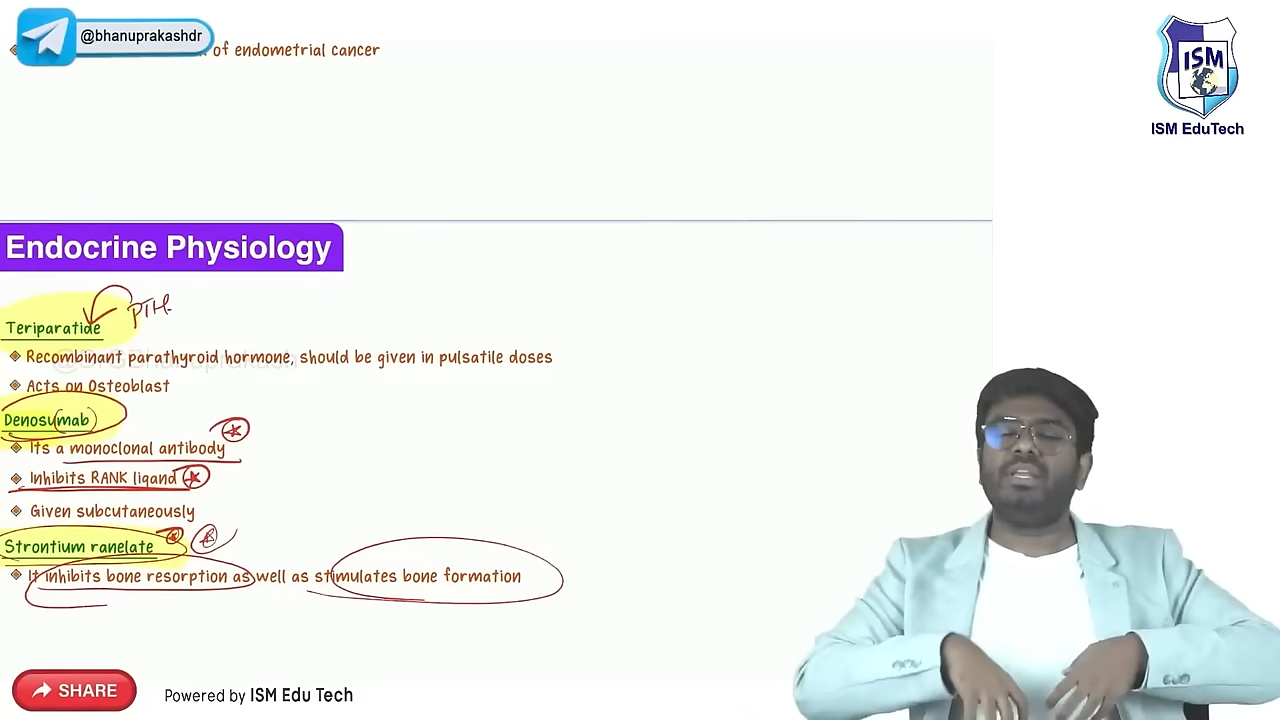 @bhanuprakashdr
of endometrial cancer
ISM
ISM EduTech
Endocrine Physiology
PTH
Teriparatide
Recombinant parathyroid hormone, should be given in pulsatile doses
Acts on Osteoblast
Denosumab
Its a monoclonal antibody
Inhibits RANK ligand
Given subcutaneously
Strontium ranelate
It inhibits bone resorption as well as stimulates bone formation
SHARE
Powered by ISM Edu Tech